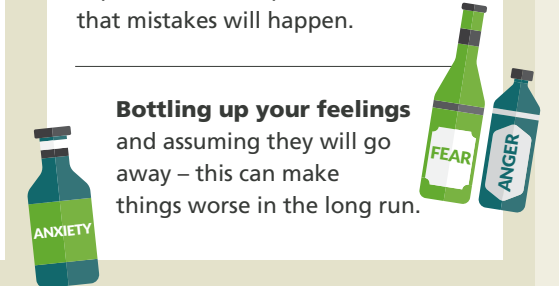 that mistakes will happen.
Bottling up your feelings
and assuming they will go
away – this can make
things worse in the long run.
FEAR
ANGER
ANXIETY